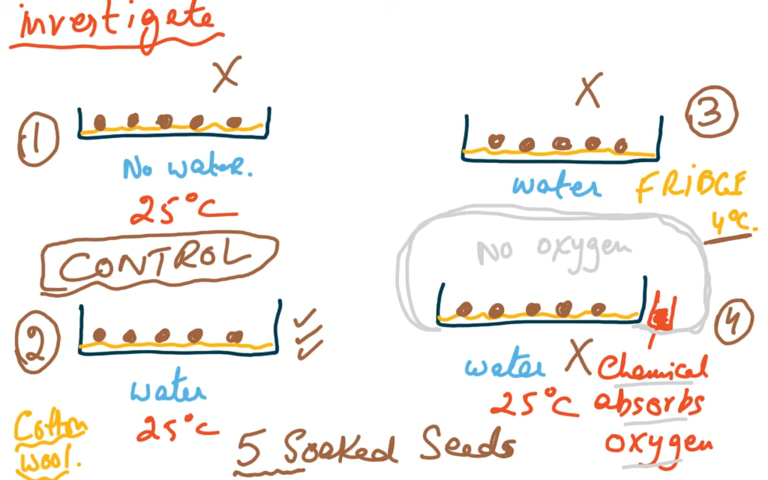 investigate
X
1
No water.
25°C
CONTROL
2
water
25°C
Cotton
wool.
5 Soaked Seeds
X
3
water
FRIDGE
4°C.
No oxygen
4
water
X
25°C
Chemical
absorbs
oxygen